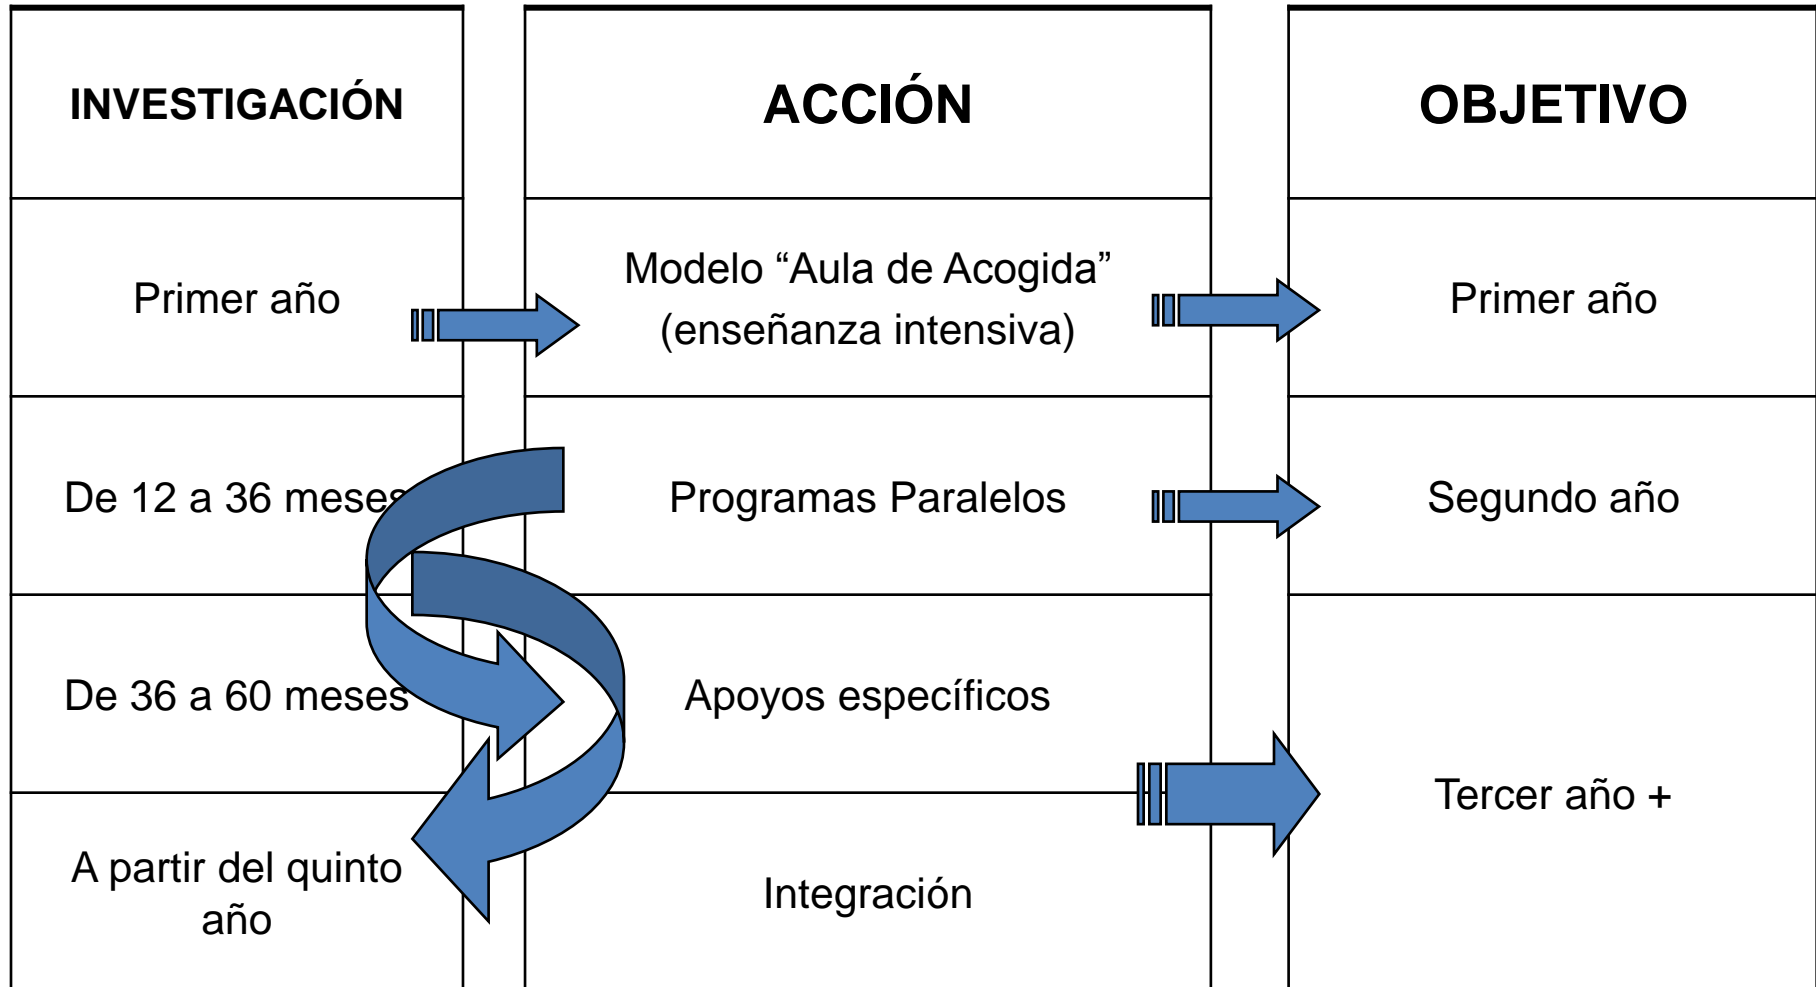 INVESTIGACIÓN
ACCIÓN
OBJETIVO
Primer año
Modelo “Aula de Acogida”
(enseñanza intensiva)
Primer año
De 12 a 36 meses
Programas Paralelos
Segundo año
De 36 a 60 meses
Apoyos específicos
Tercer año +
A partir del quinto
año
Integración